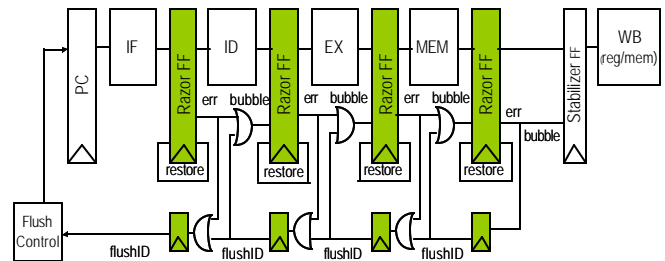 PC
IF
Razor FF
ID
Razor FF
EX
Razor FF
MEM
Razor FF
Stabilizer FF
WB
(reg/mem)
err
bubble
err
bubble
err
bubble
err
bubble
restore
restore
restore
restore
Flush
Control
flushID
flushID
flushID
flushID